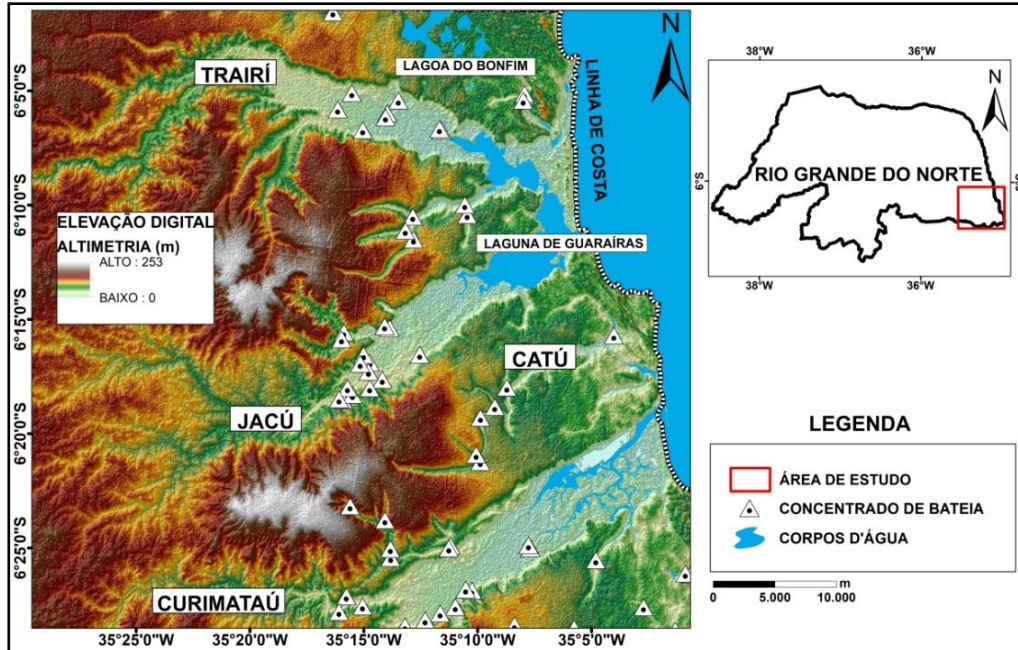 N
TRAIRÍ
LAGOA DO BONFIM
LINHA DE COSTA
6°5'0"S
6°10'0"S
ELEVAÇÃO DIGITAL
ALTIMETRIA (m)
ALTO : 253
BAIXO : 0
LAGUNA DE GUARAÍRAS
6°15'0"S
CATÚ
JACÚ
6°20'0"S
6°25'0"S
CURIMATAÚ
35°25'0"W
35°20'0"W
35°15'0"W
35°10'0"W
35°5'0"W
38°W
36°W
N
6°S
RIO GRANDE DO NORTE
38°W
36°W
LEGENDA
ÁREA DE ESTUDO
CONCENTRADO DE BATEIA
CORPOS D'ÁGUA
m
0
5.000
10.000